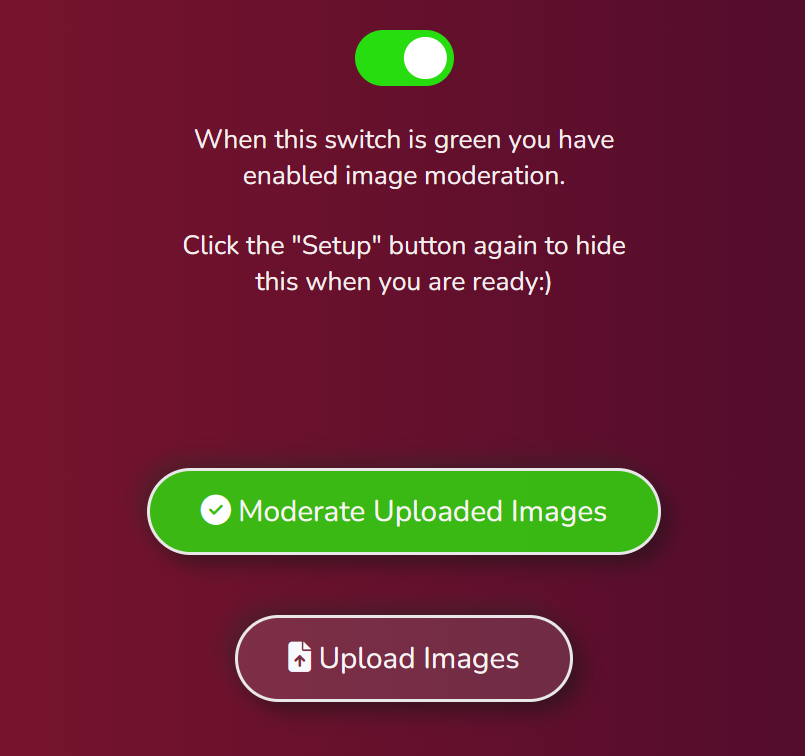 When this switch is green you have
enabled image moderation.
Click the "Setup" button again to hide
this when you are ready:)
Moderate Uploaded Images
Upload Images